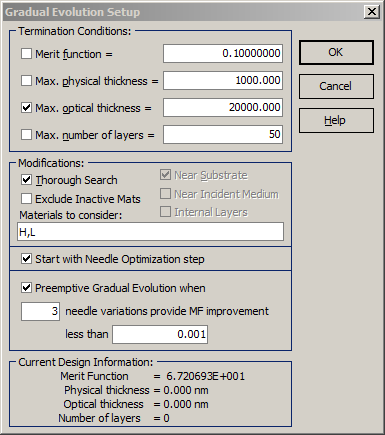 Gradual Evolution Setup
Termination Conditions:
Merit function = 0.10000000
Max. physical thickness = 1000.000
Max. optical thickness = 20000.000
Max. number of layers = 50
OK
Cancel
Help
Modifications:
Thorough Search
Near Substrate
Exclude Inactive Mats
Near Incident Medium
Materials to consider:
Internal Layers
H,L
Start with Needle Optimization step
Preemptive Gradual Evolution when
3 needle variations provide MF improvement
less than 0.001
Current Design Information:
Merit Function = 6.720693E+001
Physical thickness = 0.000 nm
Optical thickness = 0.000 nm
Number of layers = 0